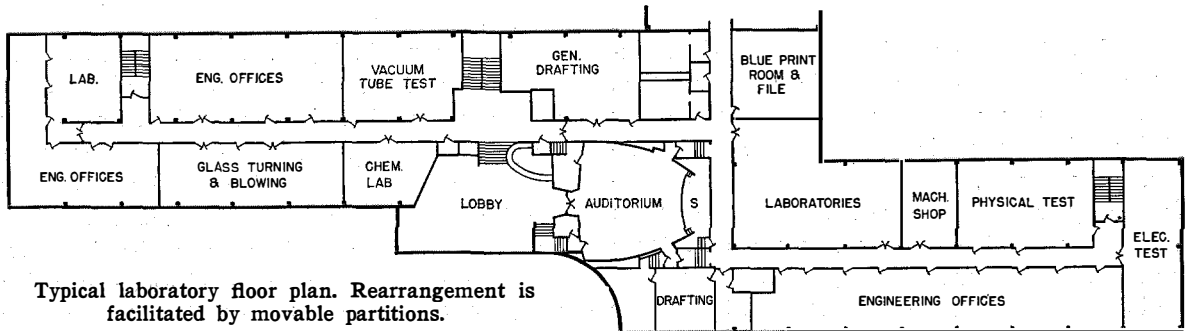 LAB.
ENG. OFFICES
VACUUM
TUBE TEST
GEN.
DRAFTING
BLUE PRINT
ROOM &
FILE
ENG. OFFICES
GLASS TURNING
& BLOWING
CHEM.
LAB
LOBBY
AUDITORIUM
S
LABORATORIES
MACH.
SHOP
PHYSICAL TEST
ELEC.
TEST
DRAFTING
ENGINEERING OFFICES
Typical laboratory floor plan. Rearrangement is
facilitated by movable partitions.